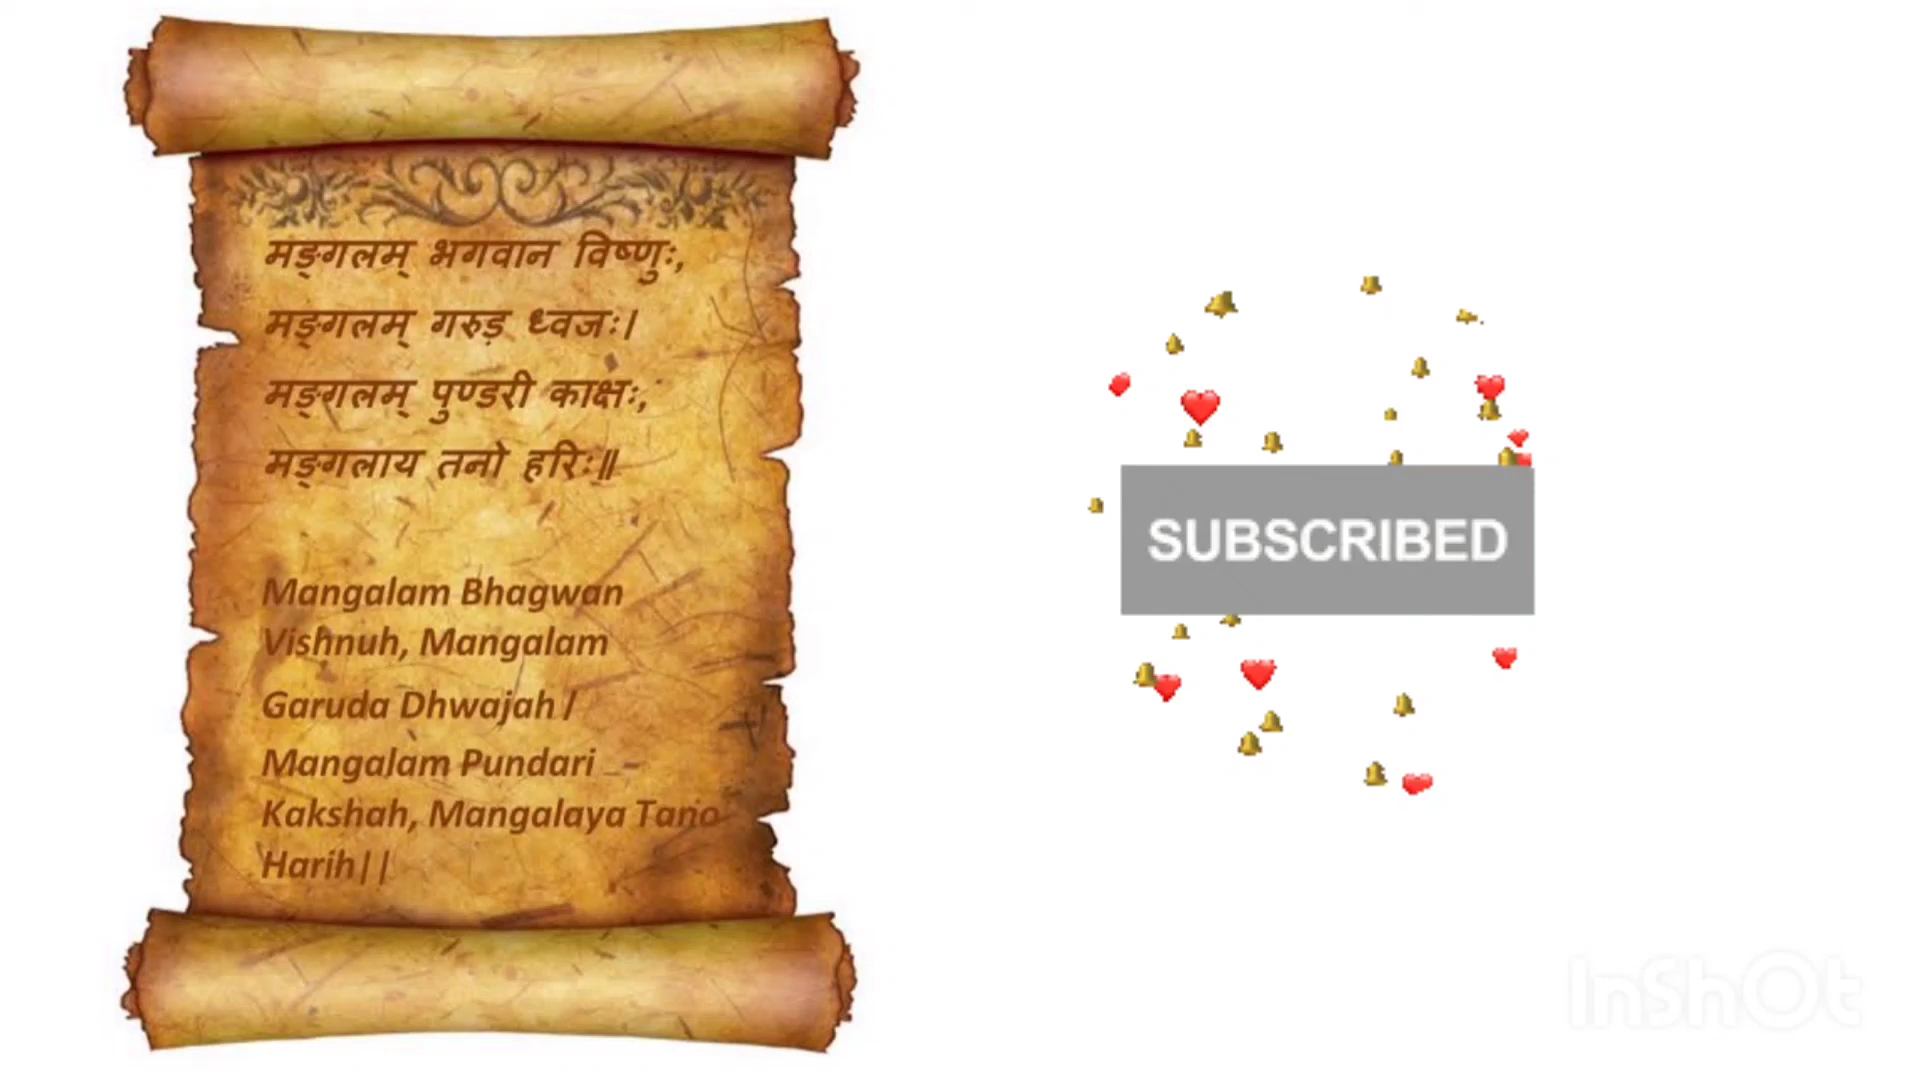 मङ्गलम् भगवान विष्णुः,
मङ्गलम् गरुड़ ध्वजः।
मङ्गलम् पुण्डरी काक्षः,
मङ्गलाय तनो हरिः॥
Mangalam Bhagwan
Vishnuh, Mangalam
Garuda Dhwajah।
Mangalam Pundari
Kakshah, Mangalaya Tano
Harih||
SUBSCRIBED
InShOt